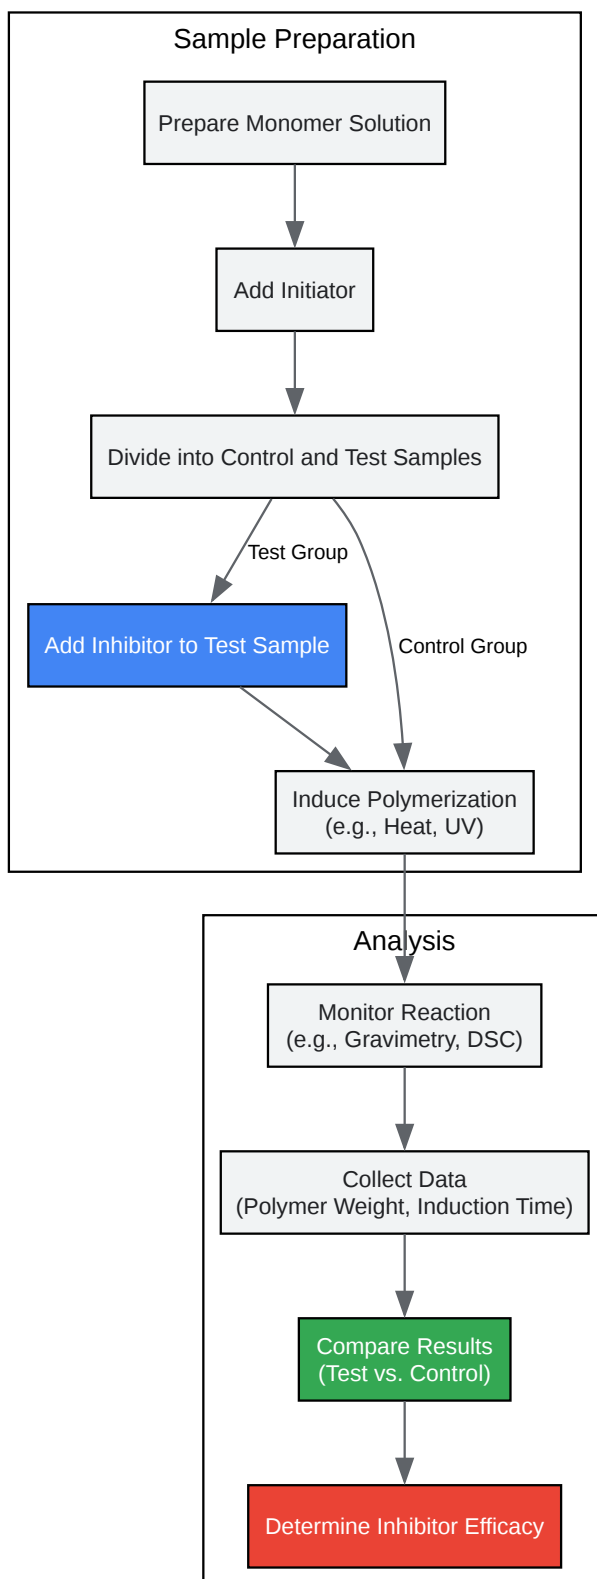 Sample Preparation
Prepare Monomer Solution
Add Initiator
Divide into Control and Test Samples
Test Group
Add Inhibitor to Test Sample
Control Group
Induce Polymerization
(e.g., Heat, UV)
Analysis
Monitor Reaction
(e.g., Gravimetry, DSC)
Collect Data
(Polymer Weight, Induction Time)
Compare Results
(Test vs. Control)
Determine Inhibitor Efficacy